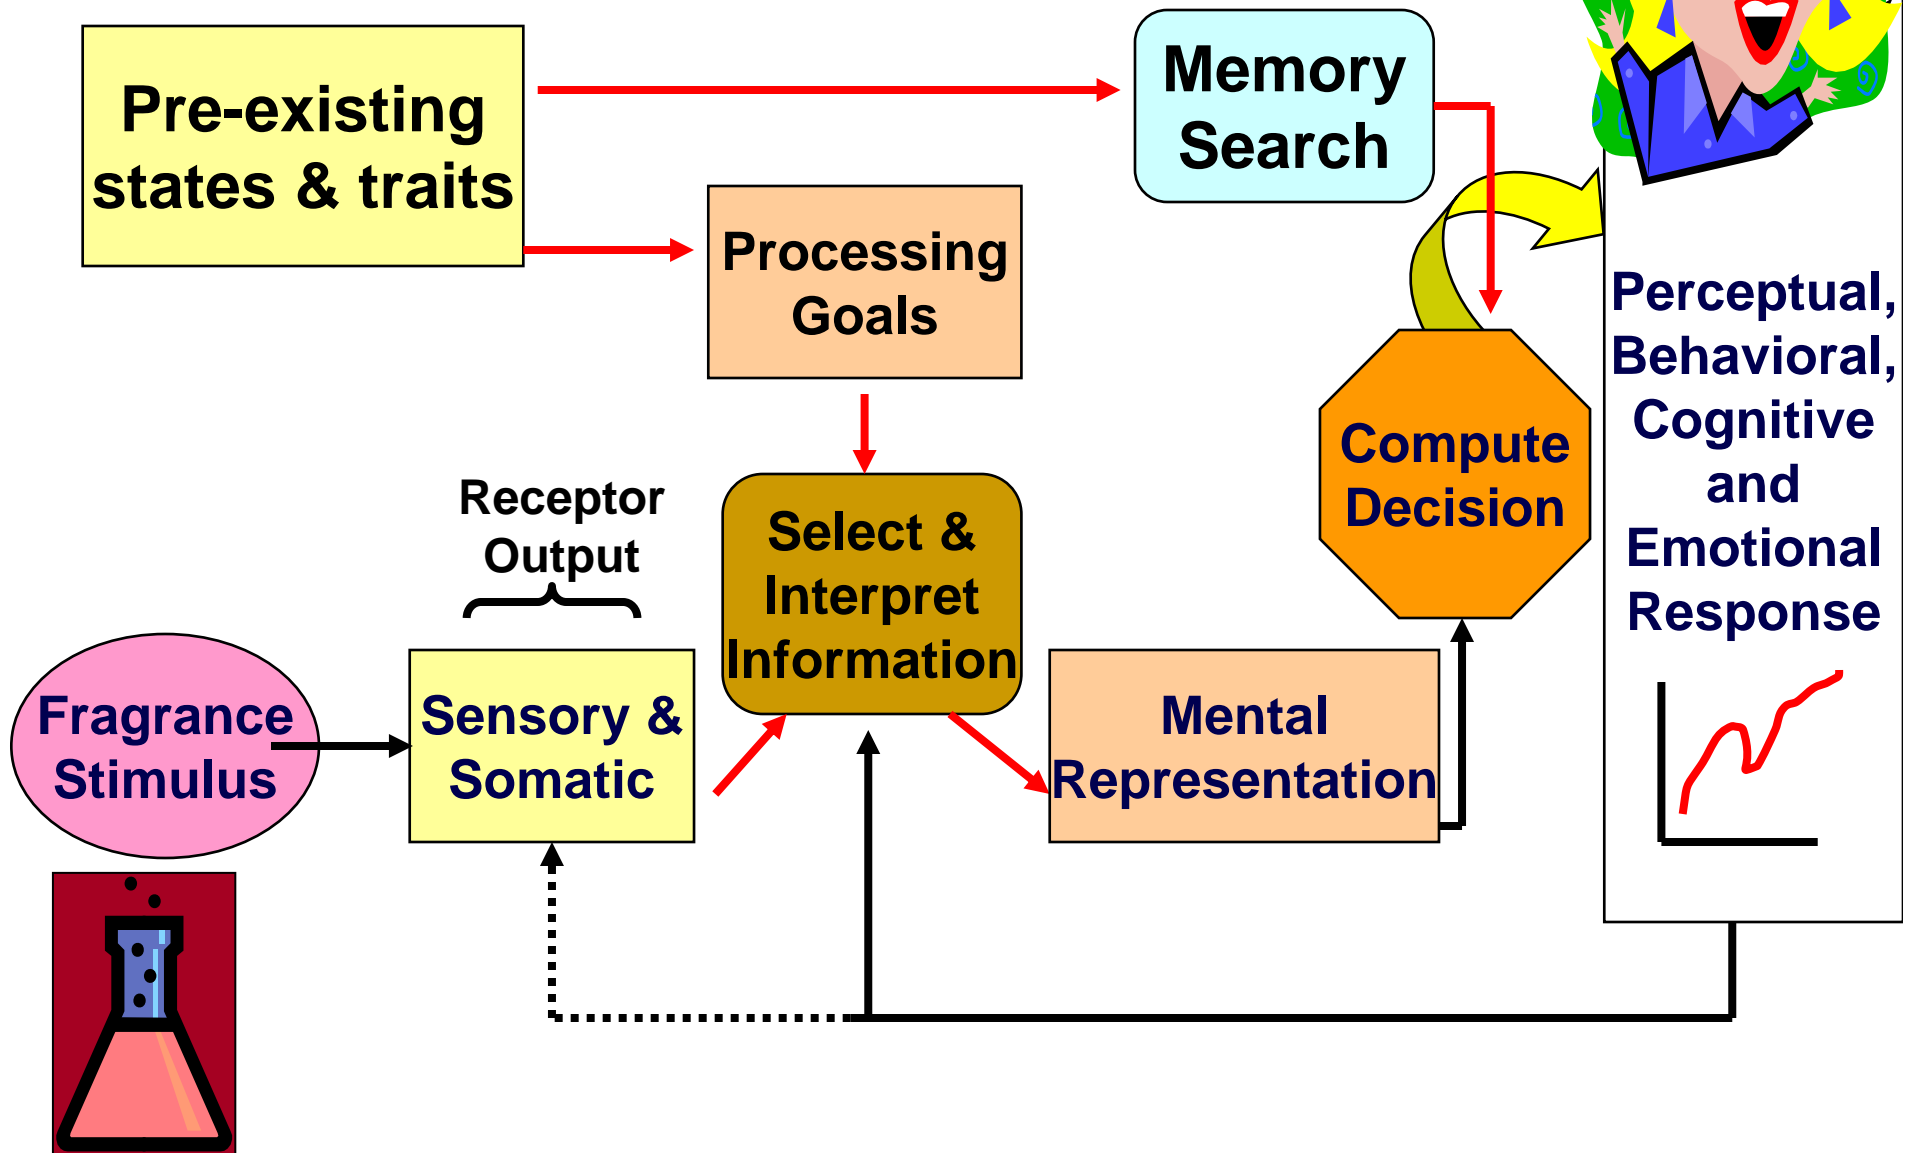 Pre-existing
states & traits
Memory
Search
Processing
Goals
Perceptual,
Behavioral,
Cognitive
and
Emotional
Response
Compute
Decision
Receptor
Output
Select &
Interpret
Information
Fragrance
Stimulus
Sensory &
Somatic
Mental
Representation